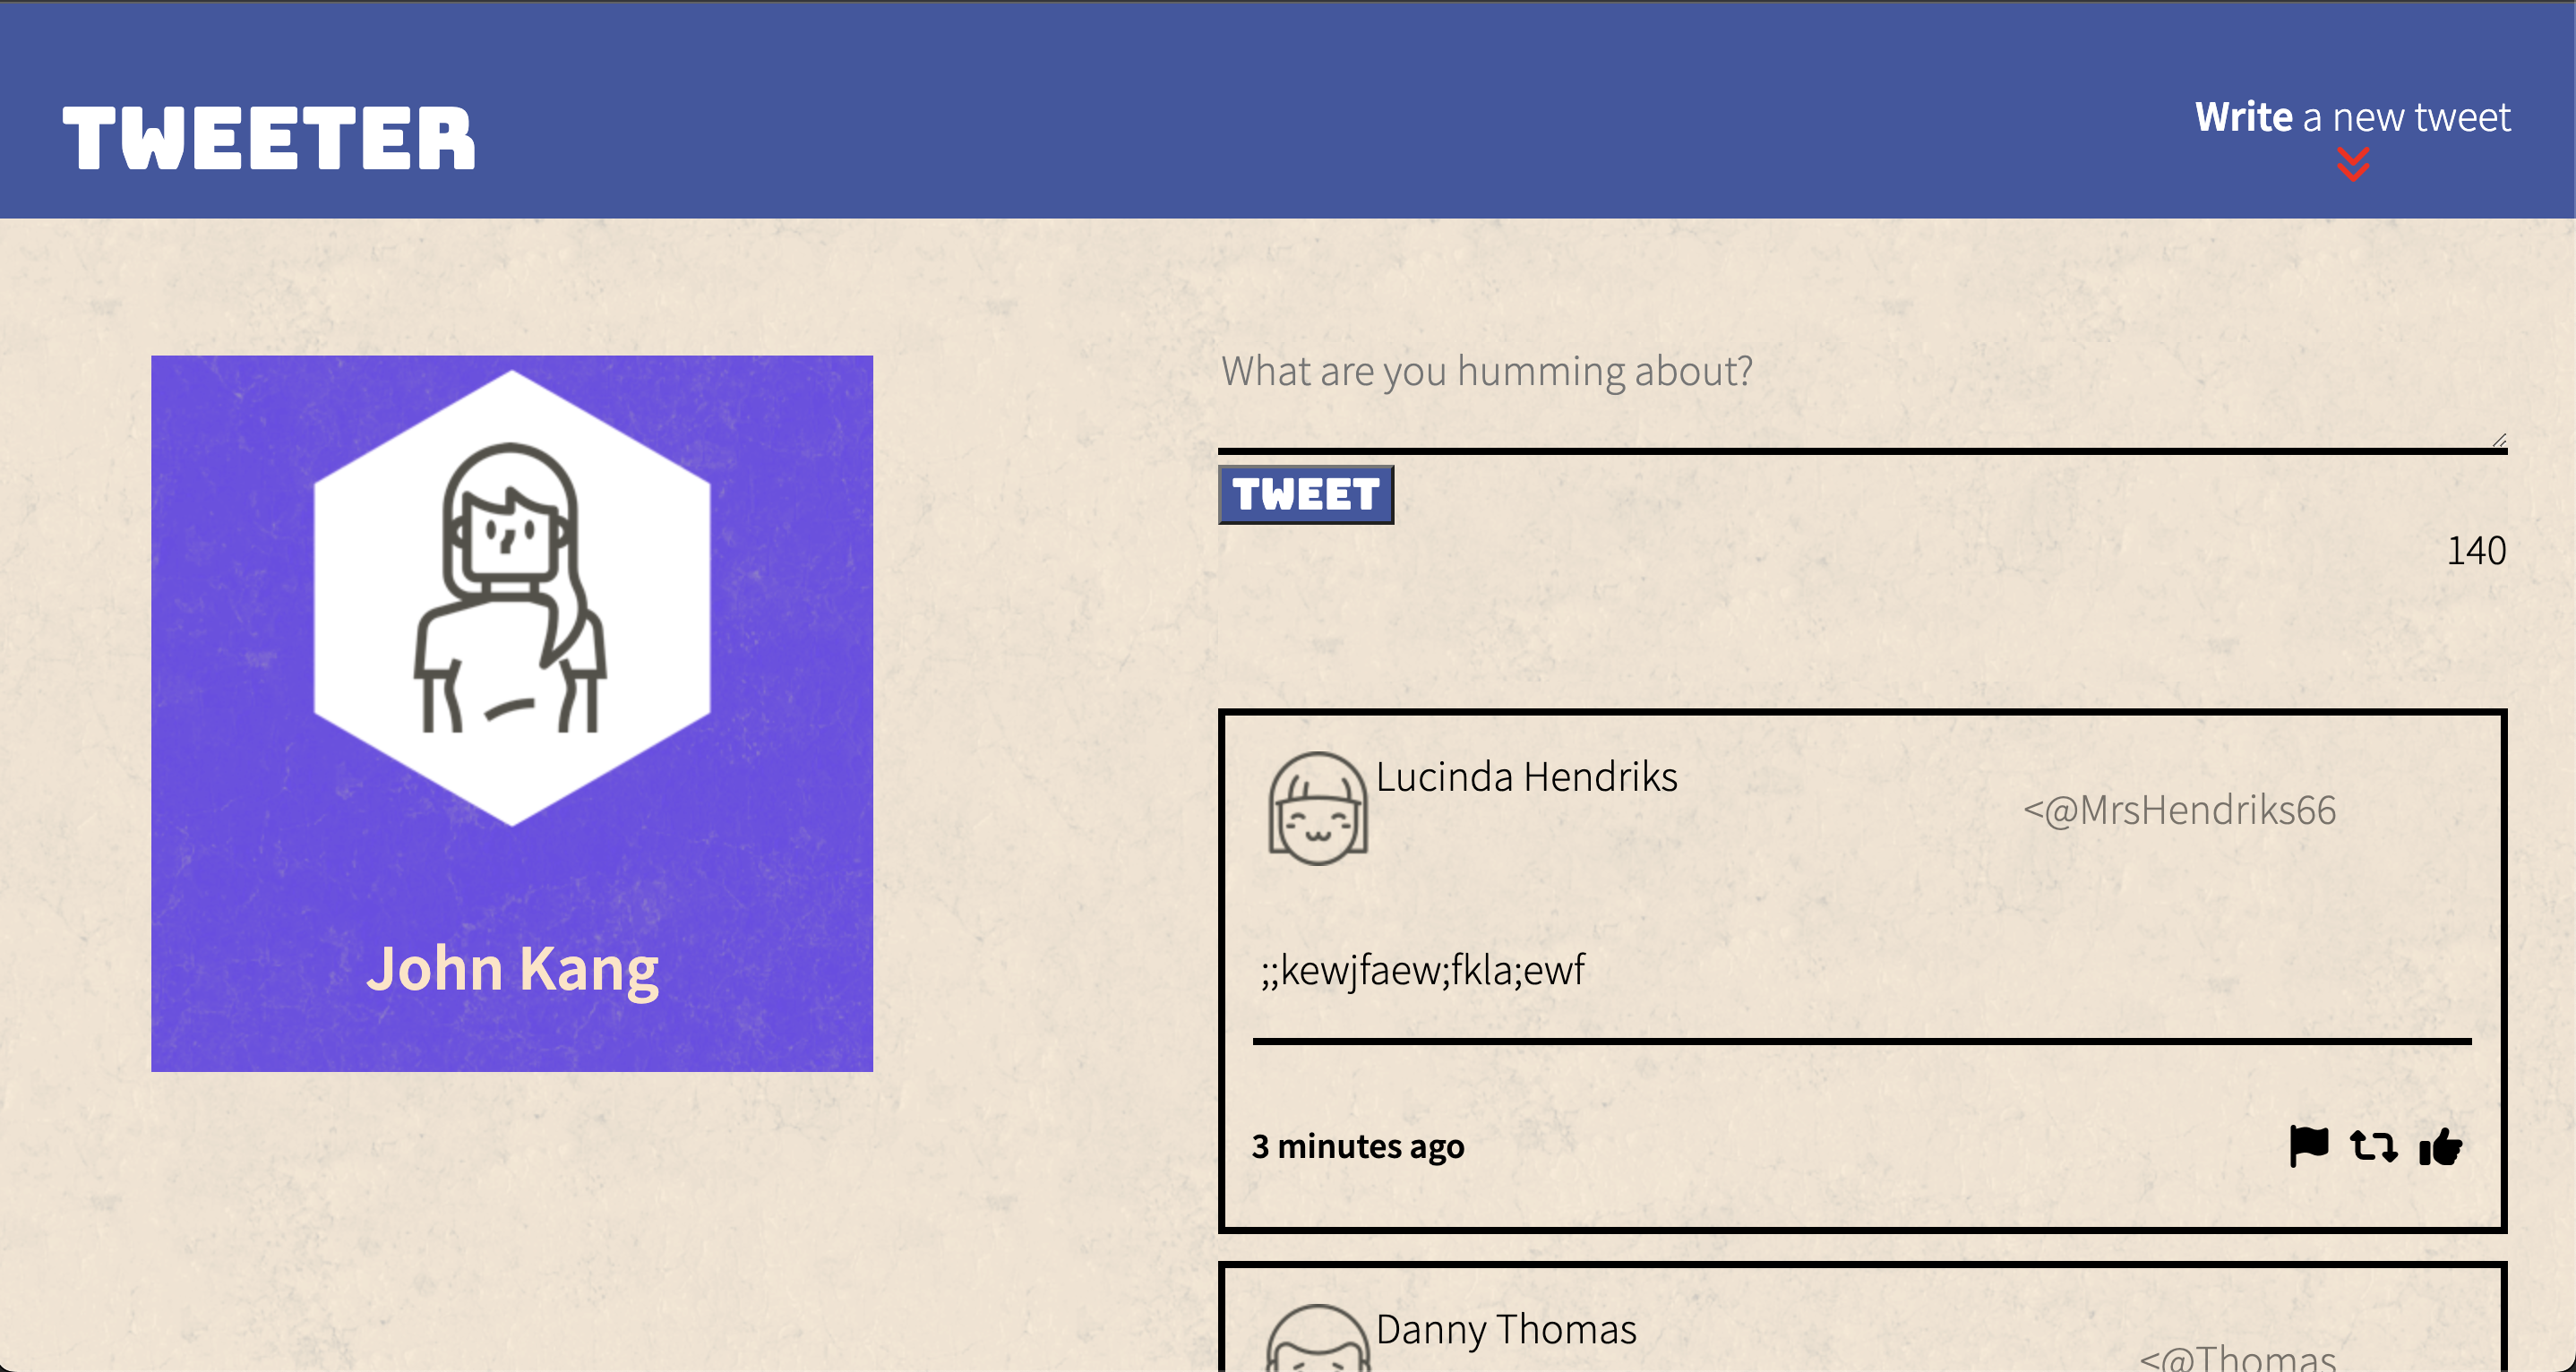 TWEETER
Write a new tweet
John Kang
What are you humming about?
TWEET
140
Lucinda Hendriks
<@MrsHendriks66
;;kewjfaew;fkla;ewf
3 minutes ago
Danny Thomas
<@Thomas